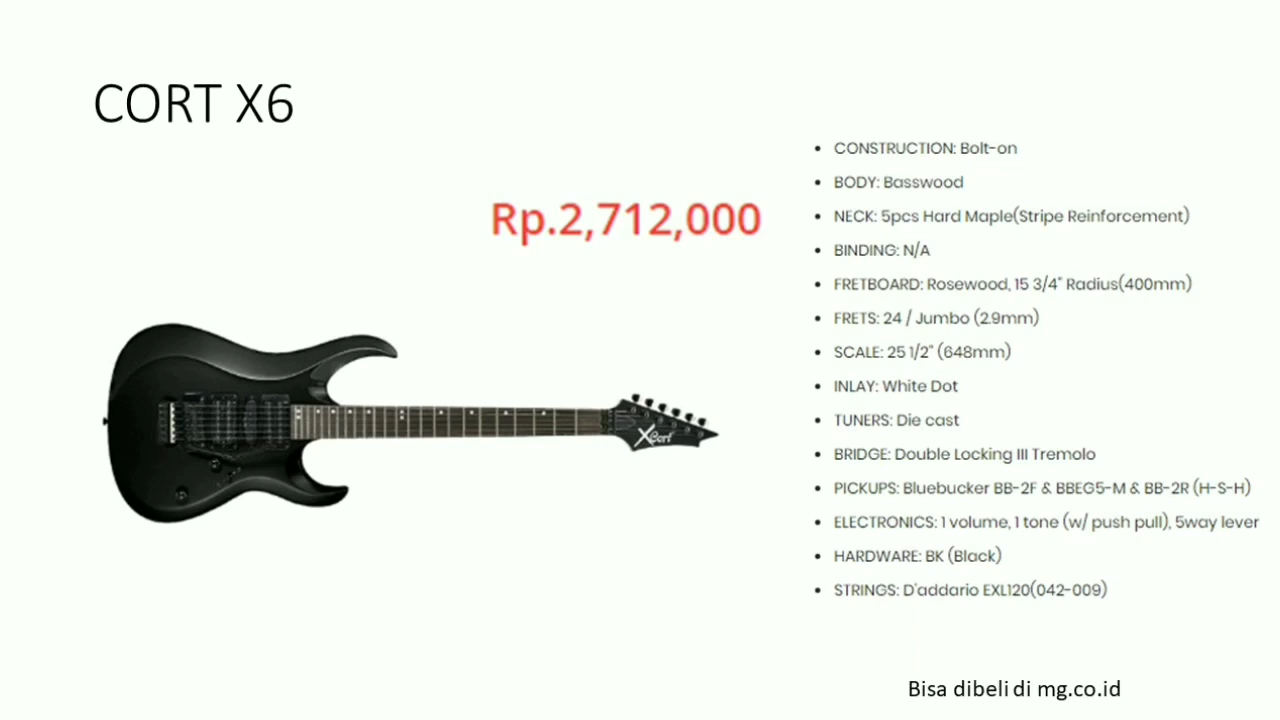 CORT X6
Rp.2,712,000
• CONSTRUCTION: Bolt-on
• BODY: Basswood
• NECK: 5pcs Hard Maple(Stripe Reinforcement)
• BINDING: N/A
• FRETBOARD: Rosewood, 15 3/4" Radius(400mm)
• FRETS: 24 / Jumbo (2.9mm)
• SCALE: 25 1/2" (648mm)
• INLAY: White Dot
• TUNERS: Die cast
• BRIDGE: Double Locking III Tremolo
• PICKUPS: Bluebucker BB-2F & BBEG5-M & BB-2R (H-S-H)
• ELECTRONICS: 1 volume, 1 tone (w/ push pull), 5way lever
• HARDWARE: BK (Black)
• STRINGS: D'addario EXL120(042-009)
X Cort
Bisa dibeli di mg.co.id